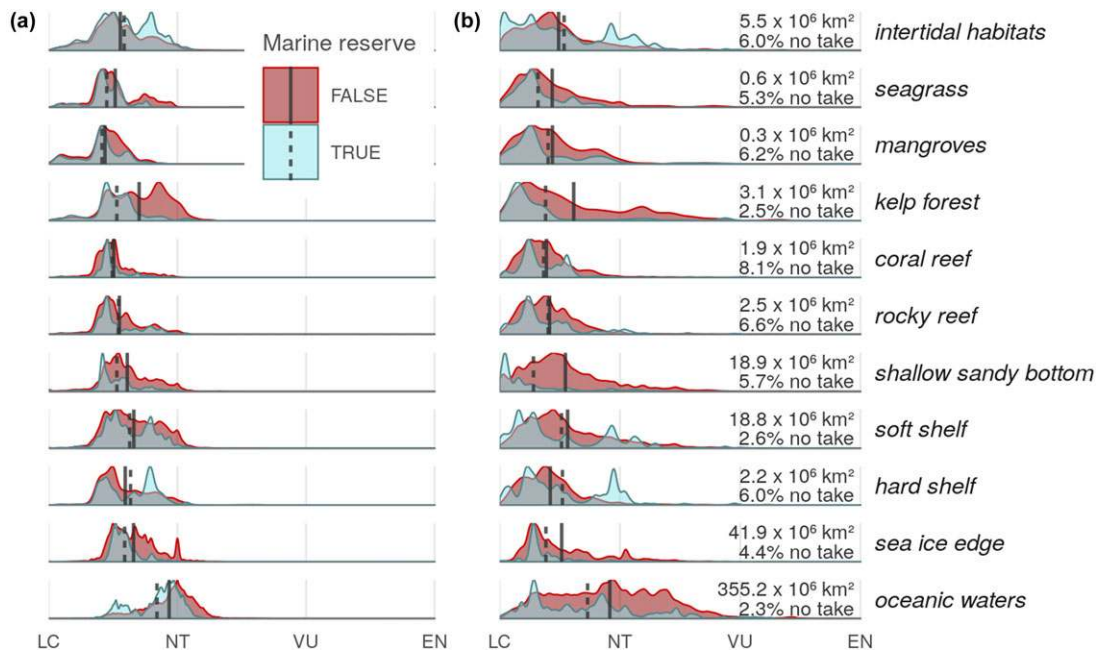 (a)
Marine reserve
FALSE
TRUE
(b)
5.5 x 10⁶ km²
6.0% no take
intertidal habitats
0.6 x 10⁶ km²
5.3% no take
seagrass
0.3 x 10⁶ km²
6.2% no take
mangroves
3.1 x 10⁶ km²
2.5% no take
kelp forest
1.9 x 10⁶ km²
8.1% no take
coral reef
2.5 x 10⁶ km²
6.6% no take
rocky reef
18.9 x 10⁶ km²
5.7% no take
shallow sandy bottom
18.8 x 10⁶ km²
2.6% no take
soft shelf
2.2 x 10⁶ km²
6.0% no take
hard shelf
41.9 x 10⁶ km²
4.4% no take
sea ice edge
355.2 x 10⁶ km²
2.3% no take
oceanic waters
LC NT VU EN
LC NT VU EN